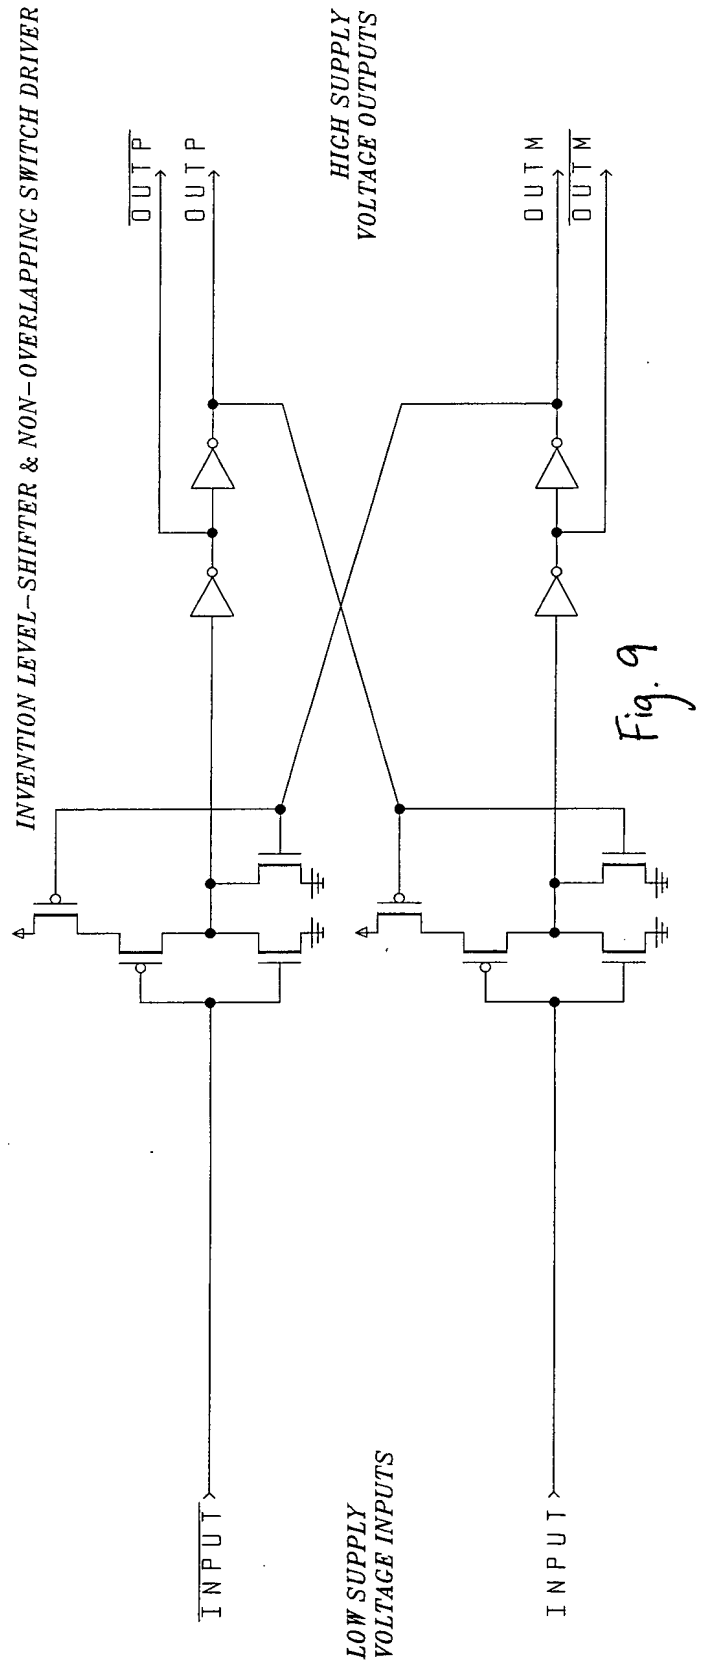 INVENTION LEVEL-SHIFTER & NON-OVERLAPPING SWITCH DRIVER
OUTP
OUTP
HIGH SUPPLY
VOLTAGE OUTPUTS
OUTM
OUTM
INPUT
LOW SUPPLY
VOLTAGE INPUTS
INPUT
Fig. 9